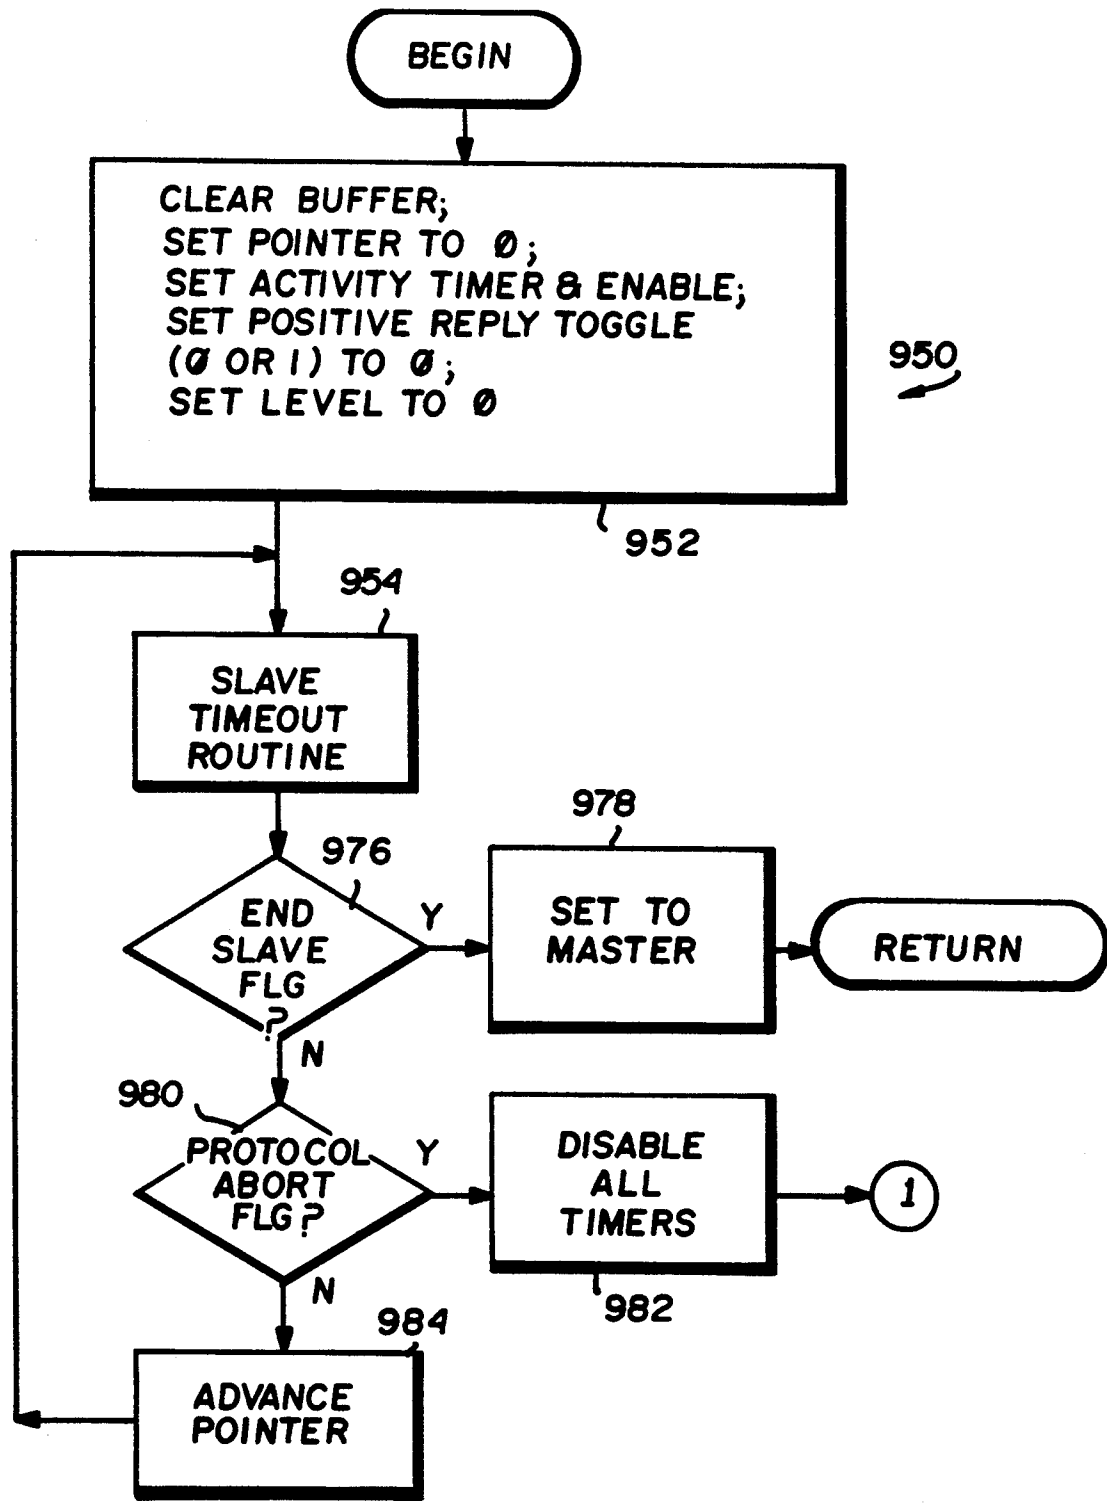 BEGIN
CLEAR BUFFER;
SET POINTER TO Ø;
SET ACTIVITY TIMER & ENABLE;
SET POSITIVE REPLY TOGGLE
(Ø OR 1) TO Ø;
SET LEVEL TO Ø
950
952
954
SLAVE
TIMEOUT
ROUTINE
976
END
SLAVE
FLG
?
Y
N
978
SET TO
MASTER
RETURN
980
PROTOCOL
ABORT
FLG?
Y
N
DISABLE
ALL
TIMERS
982
1
984
ADVANCE
POINTER